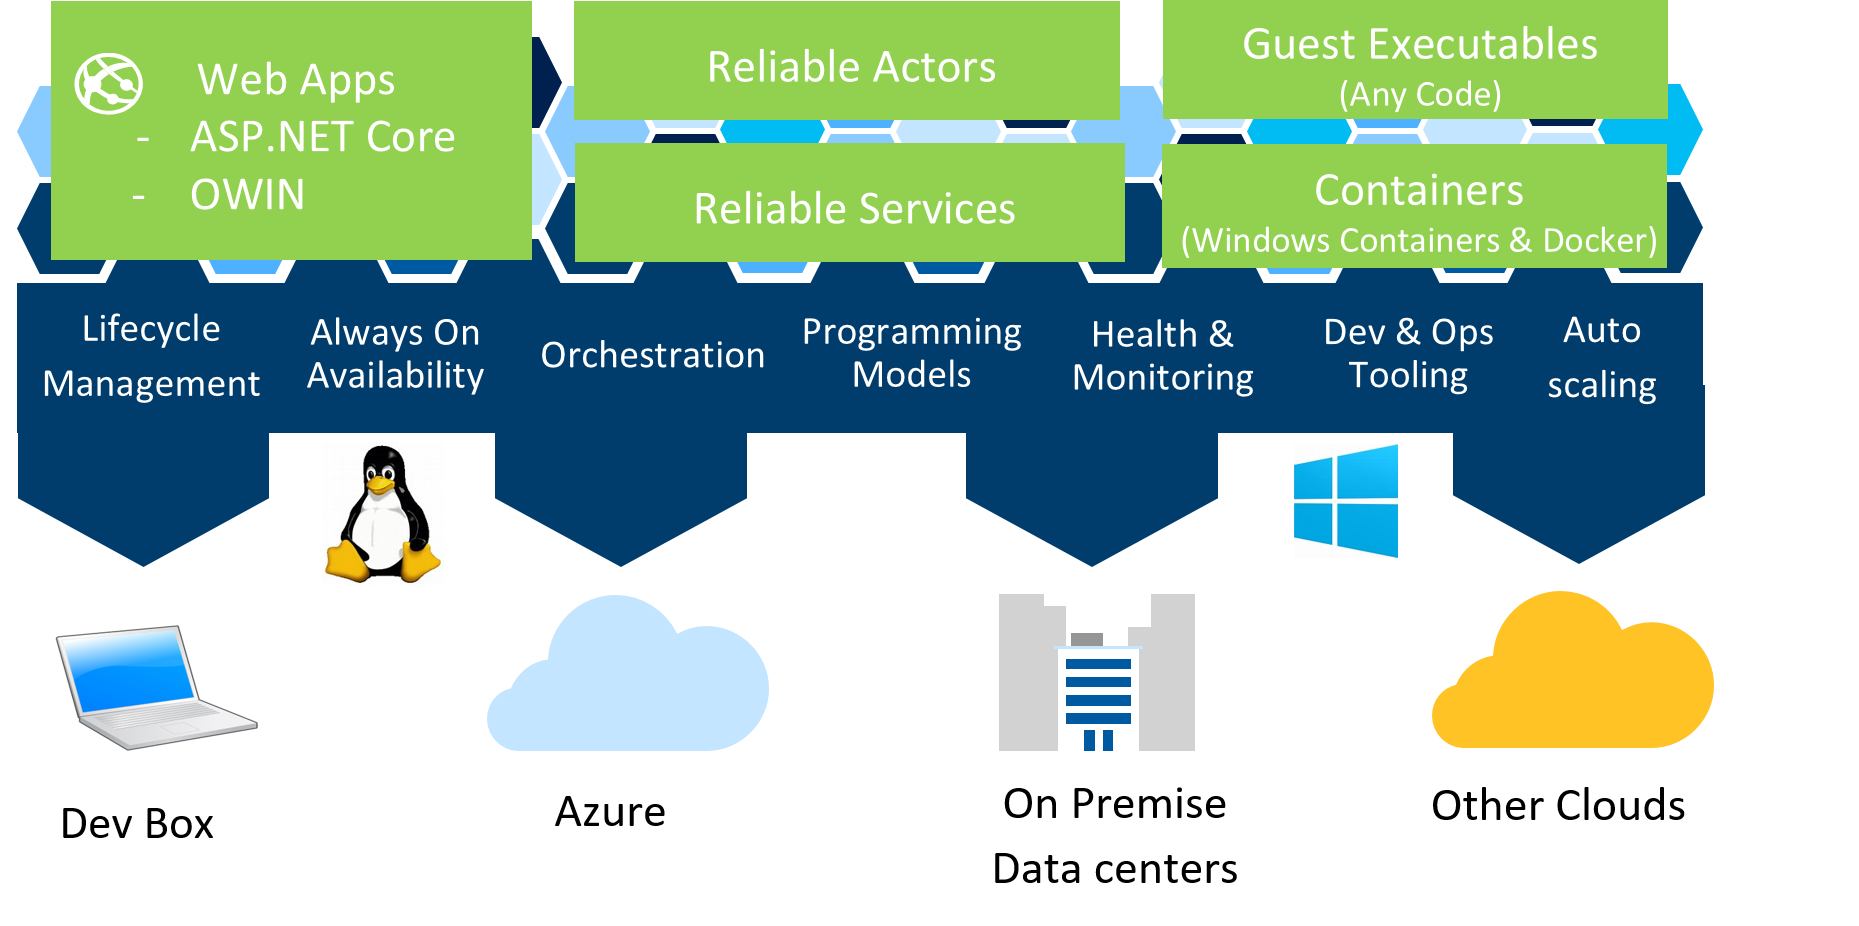 Web Apps
- ASP.NET Core
- OWIN
Reliable Actors
Reliable Services
Guest Executables
(Any Code)
Containers
(Windows Containers & Docker)
Lifecycle
Management
Always On
Availability
Orchestration
Programming
Models
Health &
Monitoring
Dev & Ops
Tooling
Auto
scaling
Dev Box
Azure
On Premise
Data centers
Other Clouds